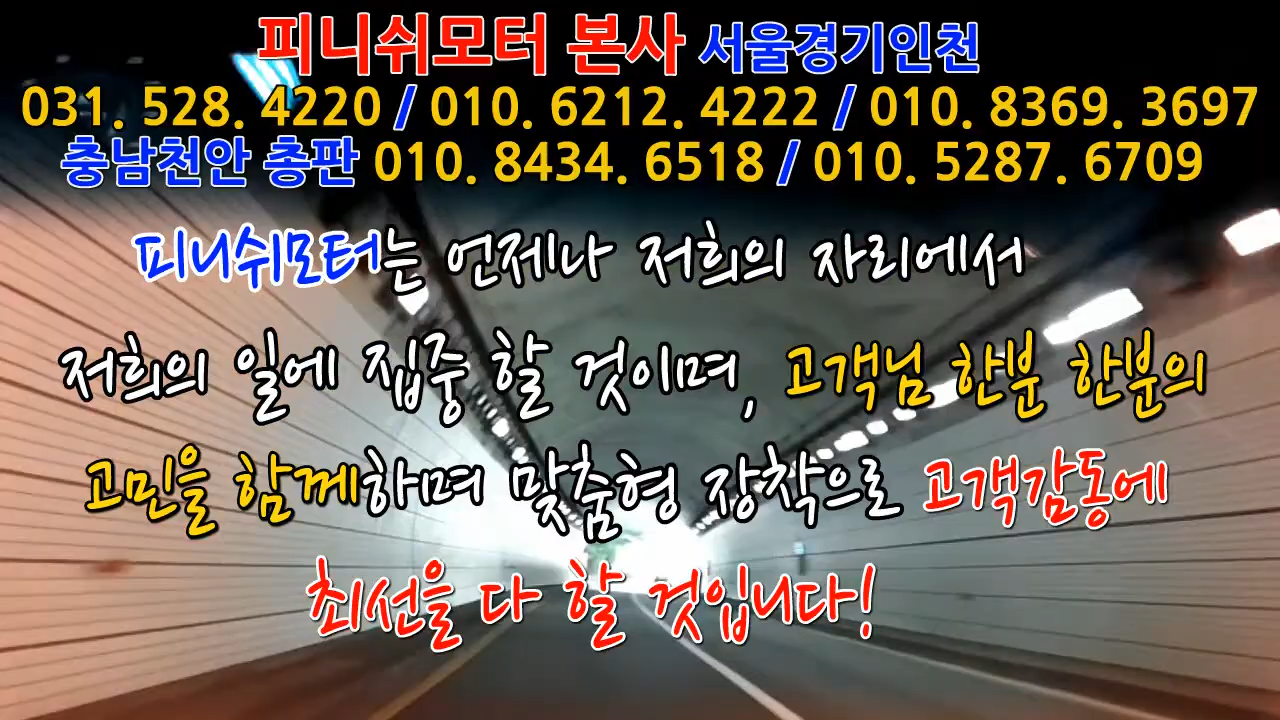 피니쉬모터 본사 서울경기인천
031. 528. 4220 / 010. 6212. 4222 / 010. 8369. 3697
충남천안 총판 010. 8434. 6518 / 010. 5287. 6709
피니쉬모터는 언제나 저희의 자리에서
저희의 일에 집중 할 것이며, 고객님 한분 한분의
고민을 함께하며 맞춤형 장착으로 고객감동에
최선을 다 할 것입니다!